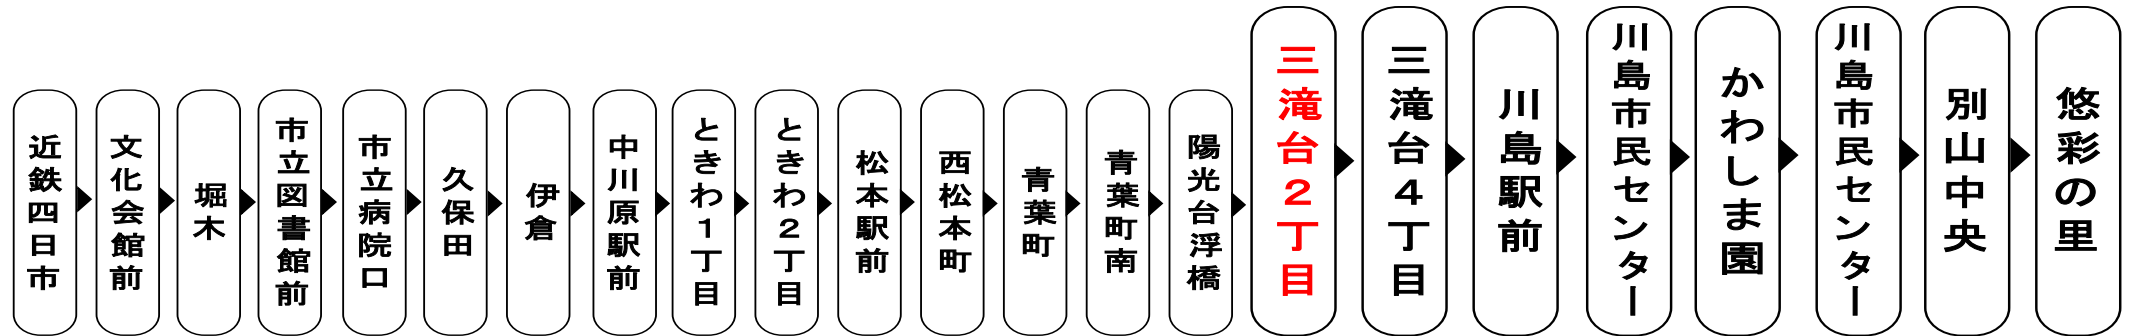 近鉄四日市
文化会館前
堀木
市立図書館前
市立病院口
久保田
伊倉
中川原駅前
ときわ1丁目
ときわ2丁目
松本駅前
西松本町
青葉町
青葉町南
陽光台浮橋
三滝台2丁目
三滝台4丁目
川島駅前
川島市民センター
かわしま園
川島市民センター
別山中央
悠彩の里